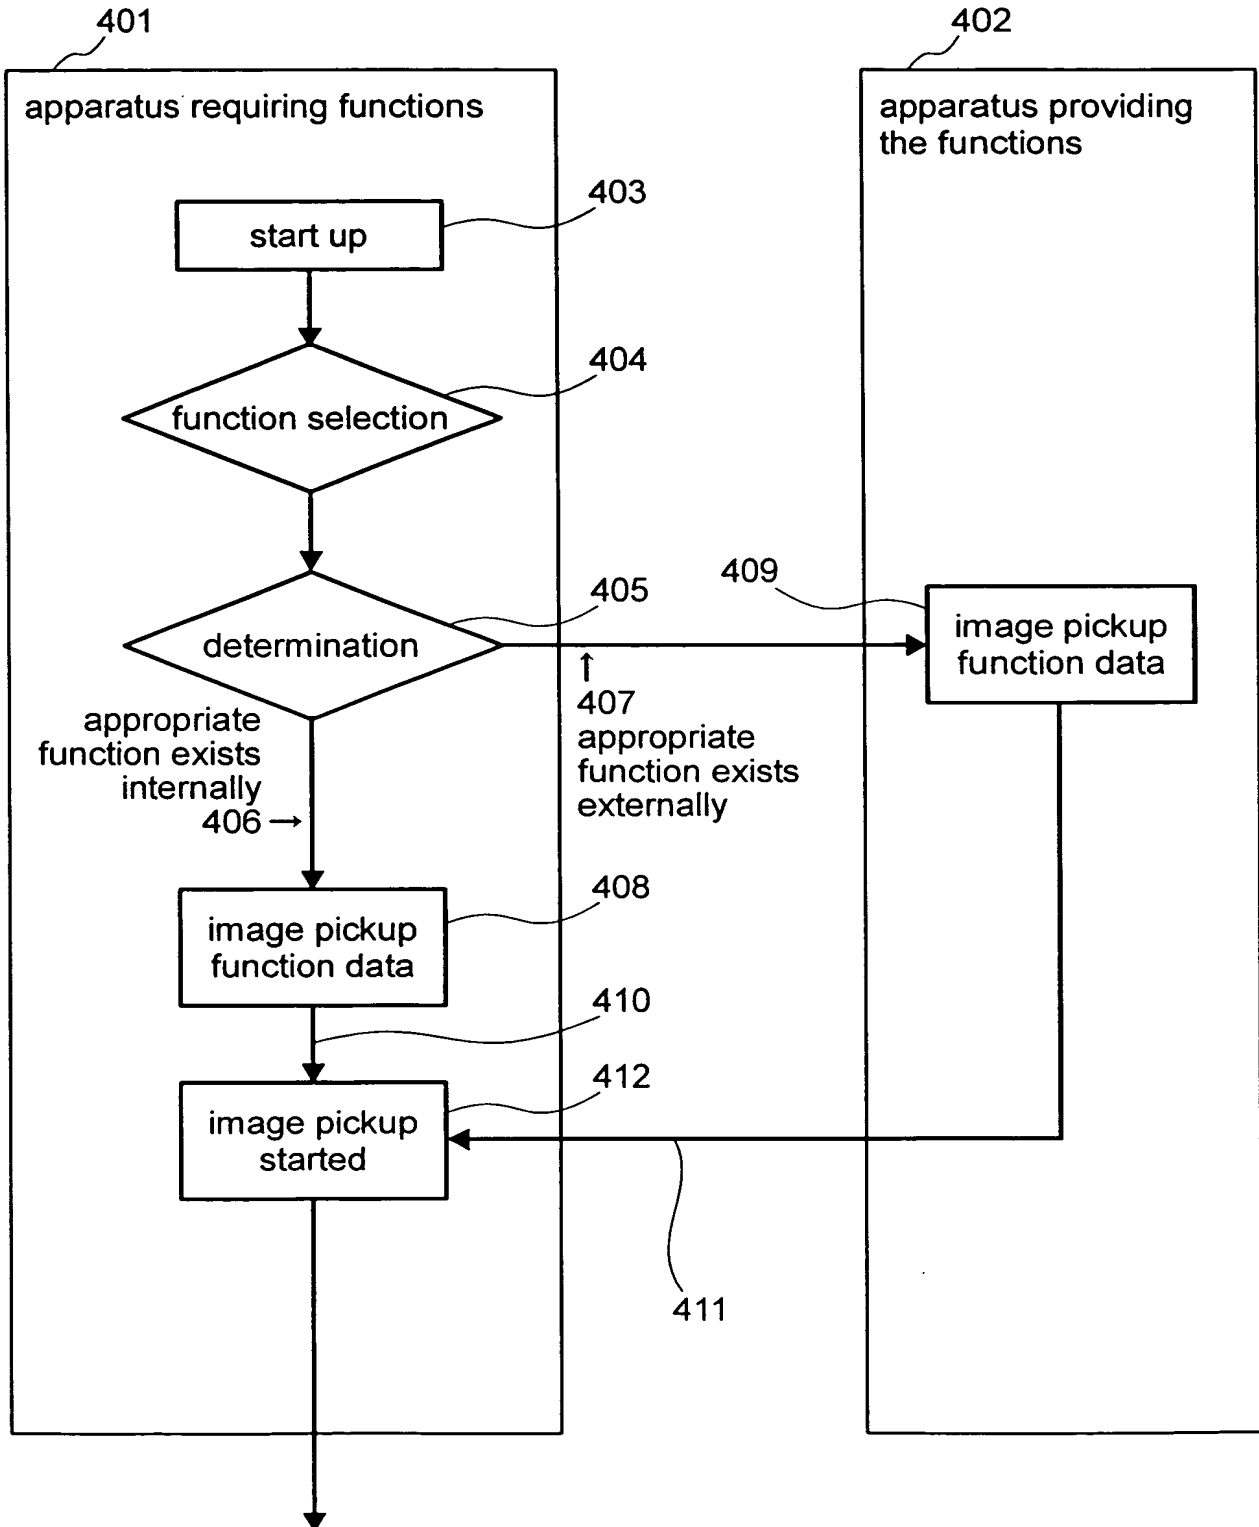 401
402
apparatus requiring functions
apparatus providing
the functions
403
start up
404
function selection
405
determination
409
image pickup
function data
appropriate
function exists
internally
406 →
↑
407
appropriate
function exists
externally
408
image pickup
function data
410
412
image pickup
started
411